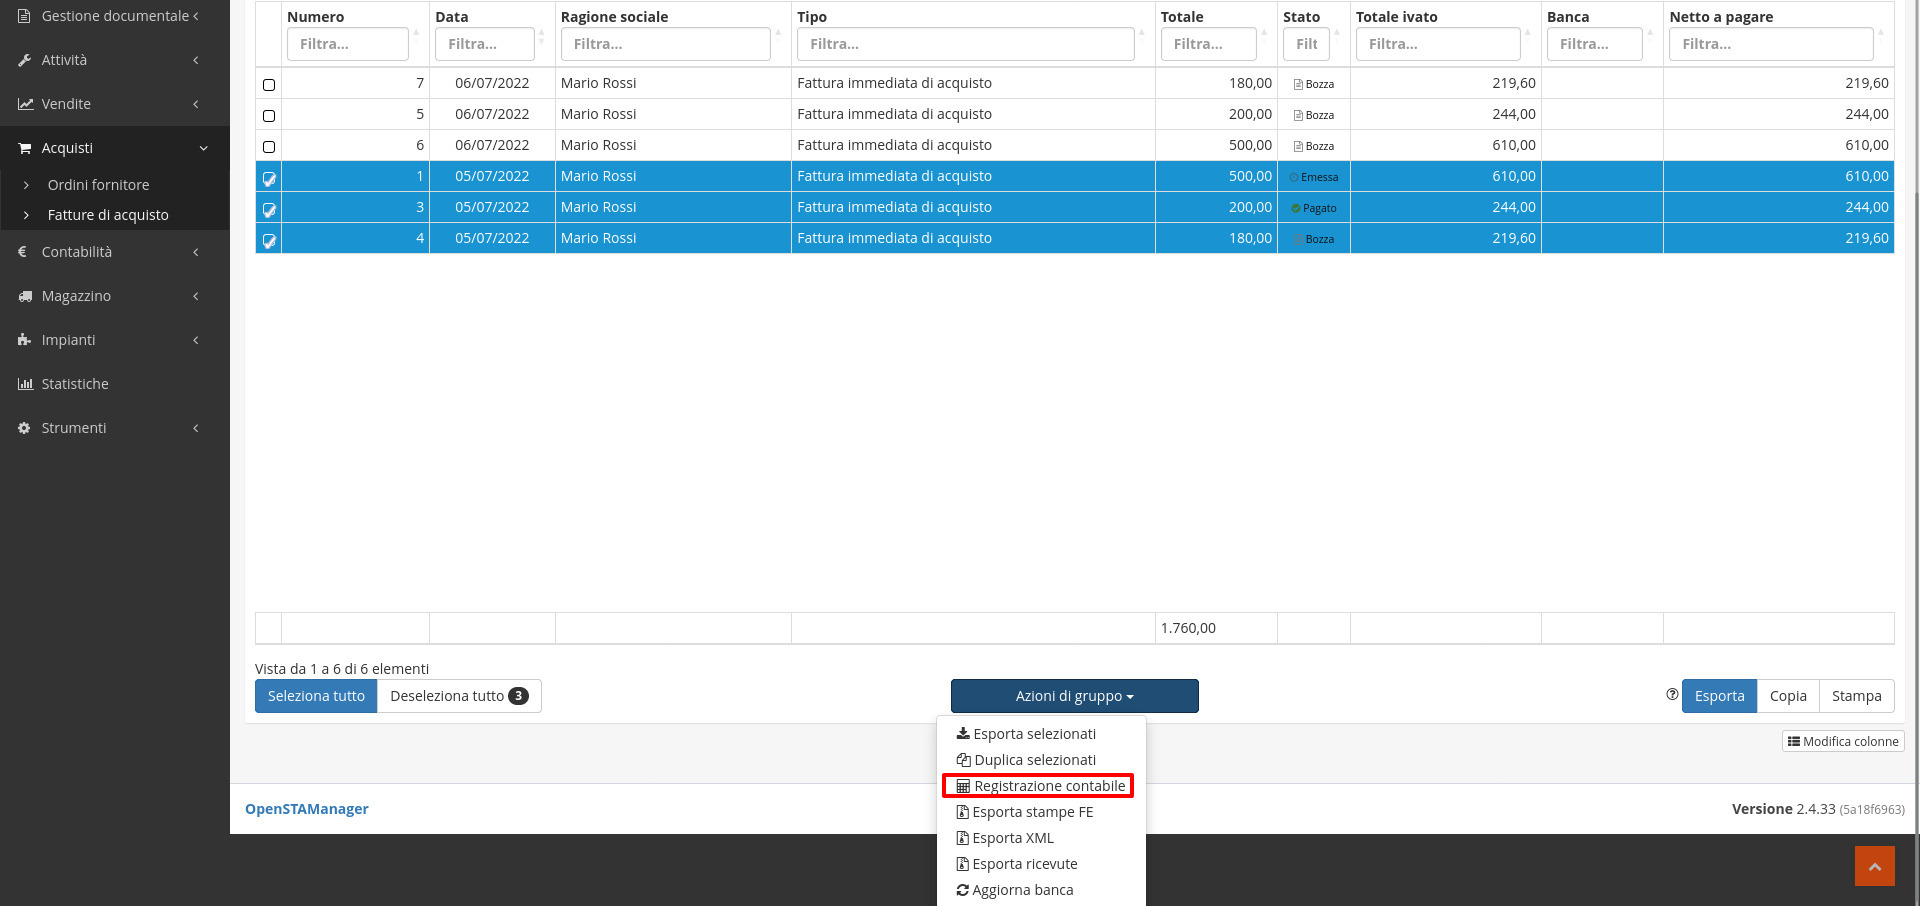 Gestione documentale
Attività
Vendite
Acquisti
Ordini fornitore
Fatture di acquisto
Contabilità
Magazzino
Impianti
Statistiche
Strumenti
Numero Data Ragione sociale Tipo Totale Stato Totale ivato Banca Netto a pagare
Filtra... Filtra... Filtra... Filtra... Filtra... Filt Filtra... Filtra... Filtra...
7 06/07/2022 Mario Rossi Fattura immediata di acquisto 180,00 Bozza 219,60 219,60
5 06/07/2022 Mario Rossi Fattura immediata di acquisto 200,00 Bozza 244,00 244,00
6 06/07/2022 Mario Rossi Fattura immediata di acquisto 500,00 Bozza 610,00 610,00
1 05/07/2022 Mario Rossi Fattura immediata di acquisto 500,00 Emessa 610,00 610,00
3 05/07/2022 Mario Rossi Fattura immediata di acquisto 200,00 Pagato 244,00 244,00
4 05/07/2022 Mario Rossi Fattura immediata di acquisto 180,00 Bozza 219,60 219,60
1.760,00
Vista da 1 a 6 di 6 elementi
Seleziona tutto Deseleziona tutto 3 Azioni di gruppo Esporta Copia Stampa
Esporta selezionati
Duplica selezionati
Registrazione contabile
Esporta stampe FE
Esporta XML
Esporta ricevute
Aggiorna banca
Modifica colonne
OpenSTAManager Versione 2.4.33 (5a18f6963)